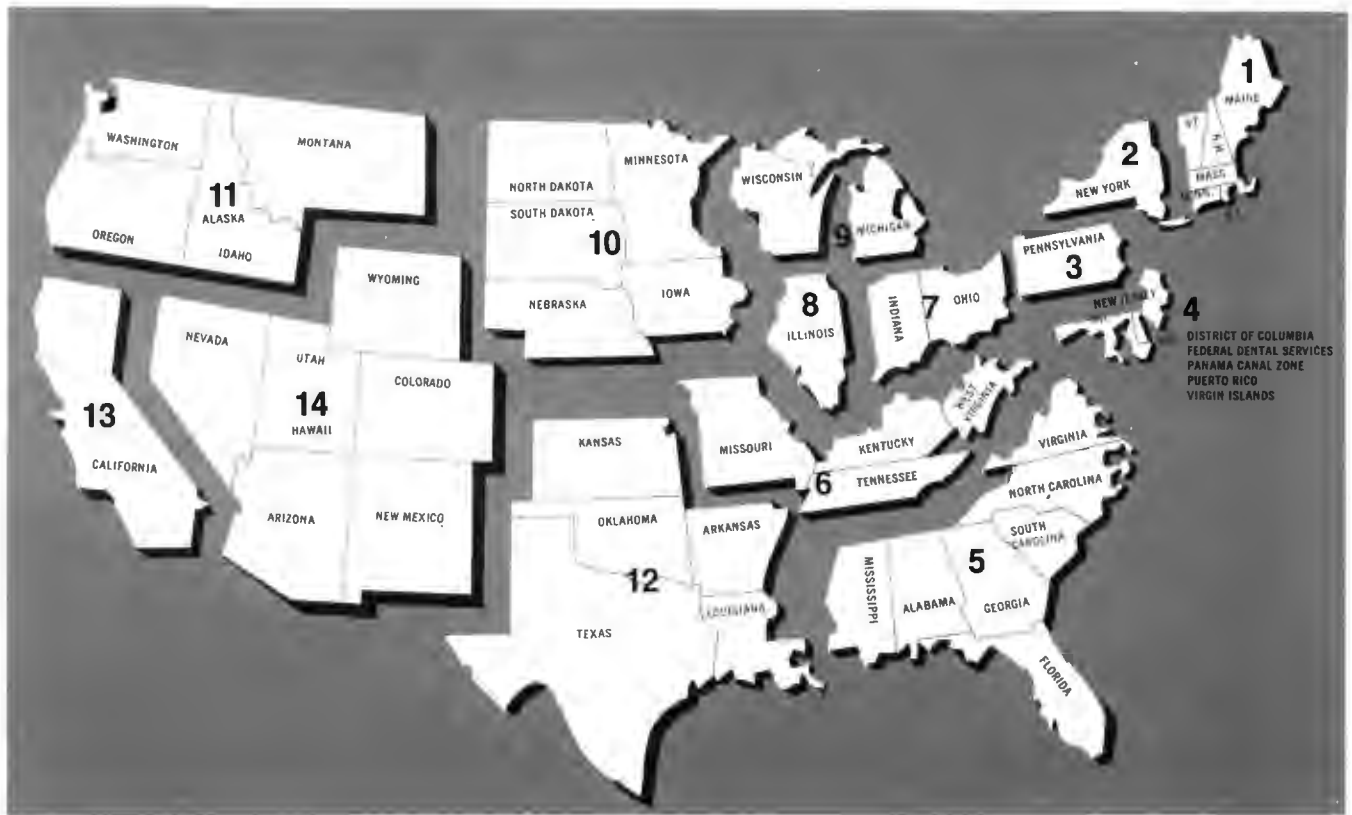 1
MAINE
VT.
N.H.
MASS.
CONN.
R.I.
2
NEW YORK
PENNSYLVANIA
3
NEW JERSEY
4
DISTRICT OF COLUMBIA
FEDERAL DENTAL SERVICES
PANAMA CANAL ZONE
PUERTO RICO
VIRGIN ISLANDS
WASHINGTON
MONTANA
11
ALASKA
OREGON
IDAHO
NORTH DAKOTA
MINNESOTA
SOUTH DAKOTA
10
NEBRASKA
IOWA
WISCONSIN
9
MICHIGAN
8
ILLINOIS
INDIANA
7
OHIO
WYOMING
NEVADA
UTAH
COLORADO
14
HAWAII
ARIZONA
NEW MEXICO
13
CALIFORNIA
KANSAS
MISSOURI
KENTUCKY
WEST
VIRGINIA
6
TENNESSEE
VIRGINIA
NORTH CAROLINA
SOUTH
CAROLINA
5
MISSISSIPPI
ALABAMA
GEORGIA
FLORIDA
OKLAHOMA
ARKANSAS
12
LOUISIANA
TEXAS